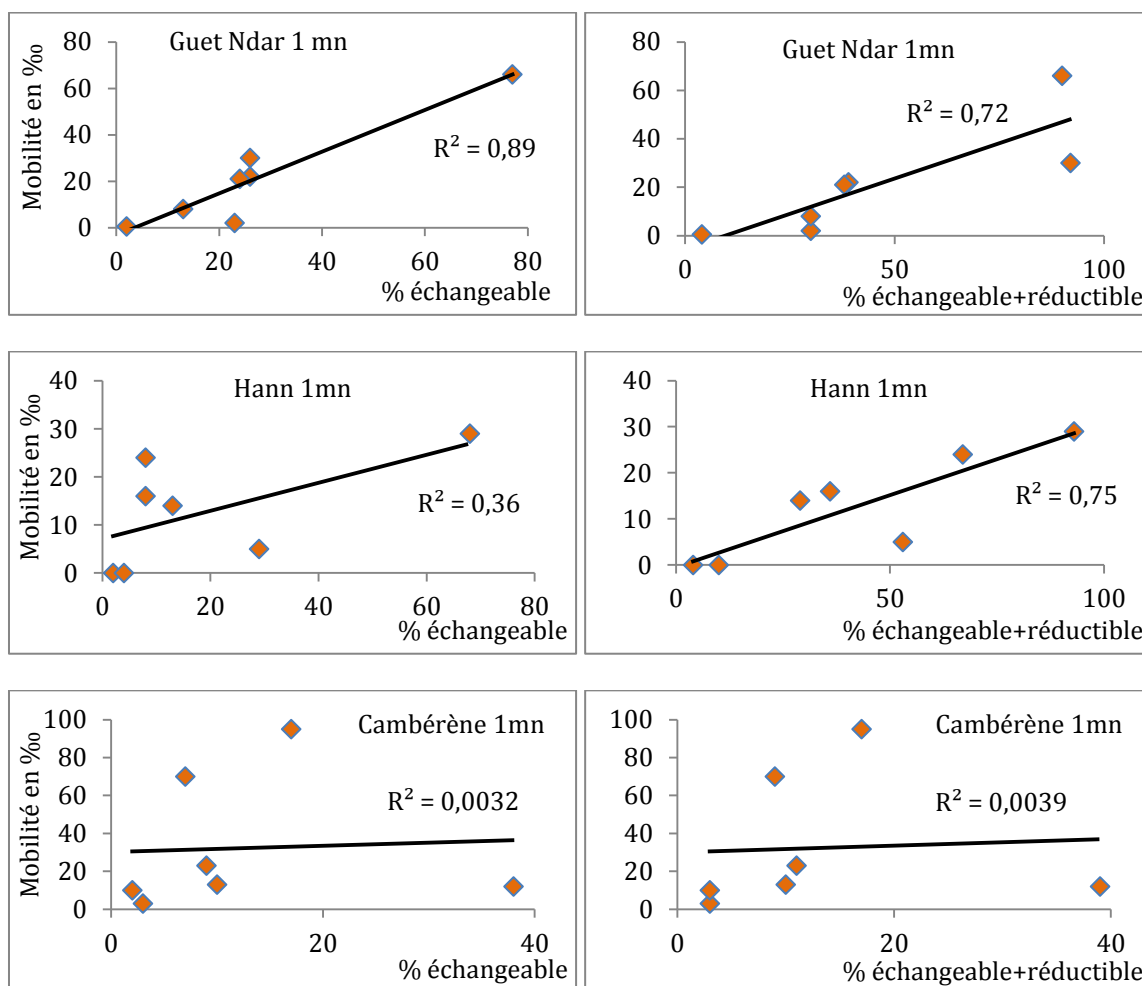 Guet Ndar 1 mn
Mobilité en ‰
80
60
40
20
0
R² = 0,89
0 20 40 60 80
% échangeable
Guet Ndar 1mn
80
60
40
20
0
R² = 0,72
0 50 100
% échangeable+réductible
Hann 1mn
Mobilité en ‰
40
30
20
10
0
R² = 0,36
0 20 40 60 80
% échangeable
Hann 1mn
40
30
20
10
0
R² = 0,75
0 50 100
% échangeable+réductible
Cambérène 1mn
Mobilité en ‰
100
80
60
40
20
0
R² = 0,0032
0 20 40
% échangeable
Cambérène 1mn
100
80
60
40
20
0
R² = 0,0039
0 20 40
% échangeable+réductible